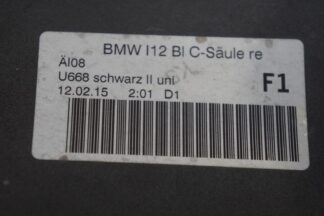 BMW I12 Bl C-Säule re
Äl08
U668 schwarz II uni
12.02.15 2:01 D1
F1